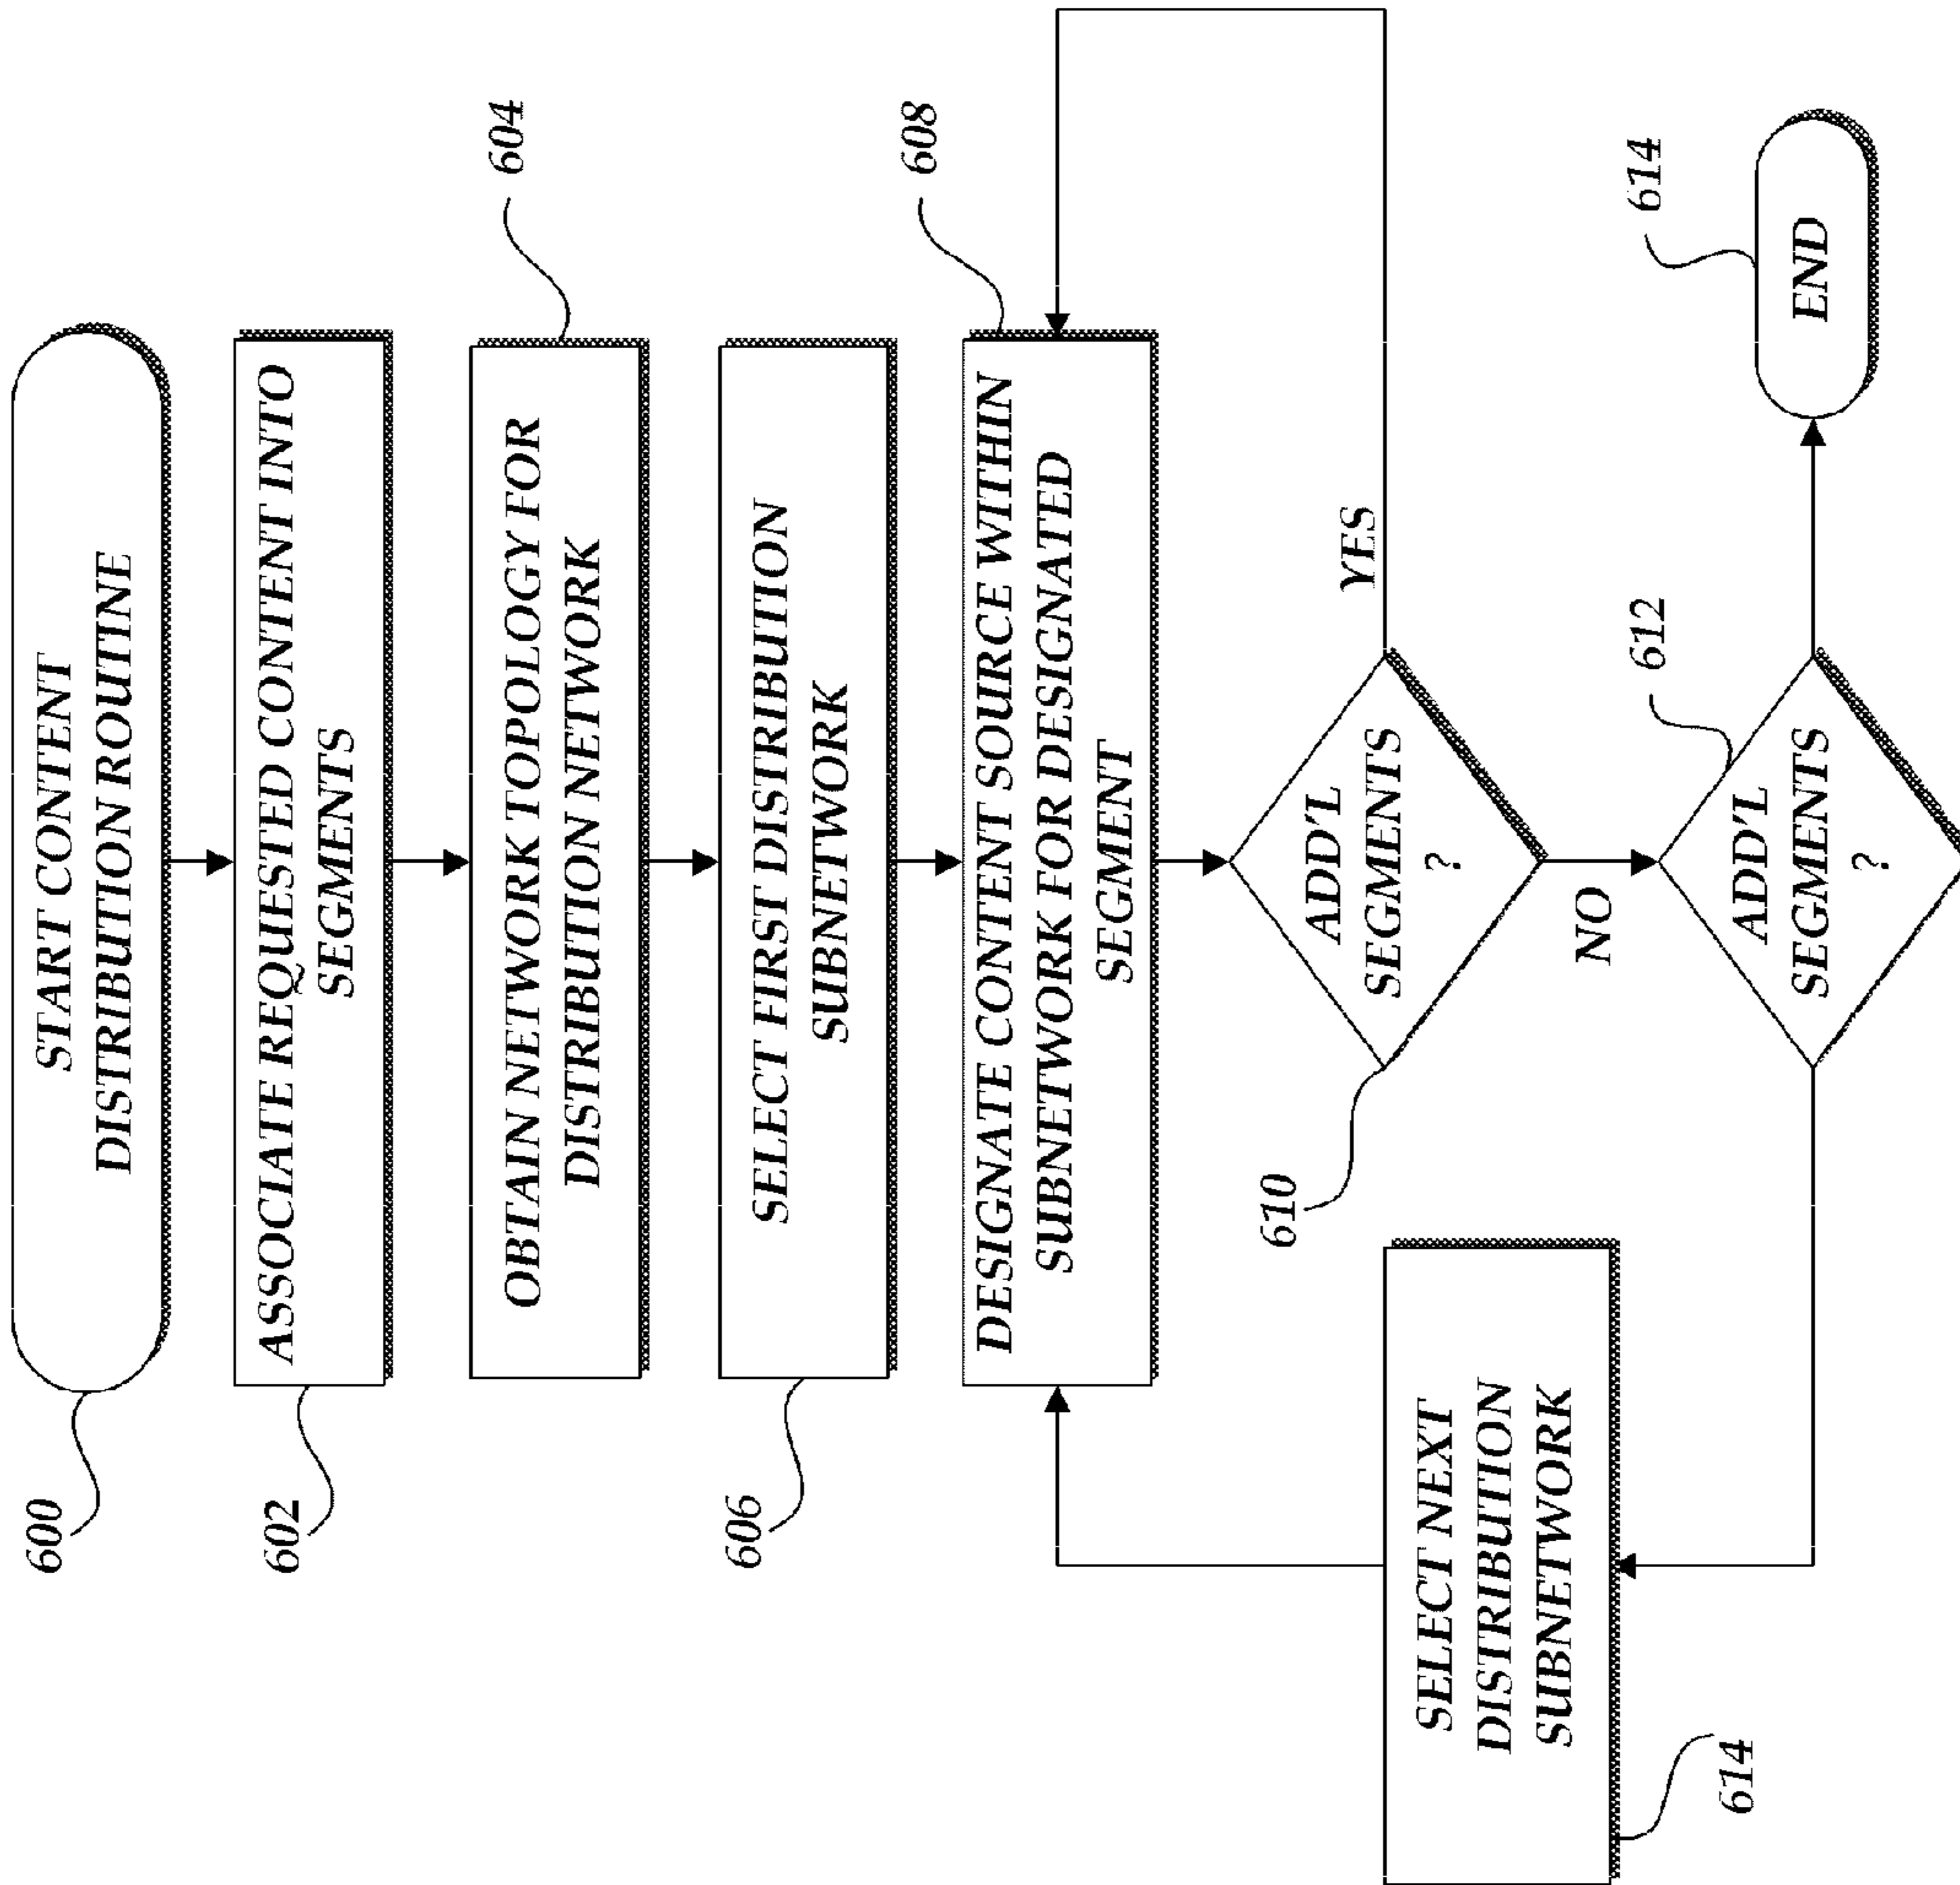 600
START CONTENT
DISTRIBUTION ROUTINE
602
ASSOCIATE REQUESTED CONTENT INTO
SEGMENTS
604
OBTAIN NETWORK TOPOLOGY FOR
DISTRIBUTION NETWORK
606
SELECT FIRST DISTRIBUTION
SUBNETWORK
608
DESIGNATE CONTENT SOURCE WITHIN
SUBNETWORK FOR DESIGNATED
SEGMENT
610
ADD'L
SEGMENTS
?
YES
NO
SELECT NEXT
DISTRIBUTION
SUBNETWORK
614
612
ADD'L
SEGMENTS
?
614
END